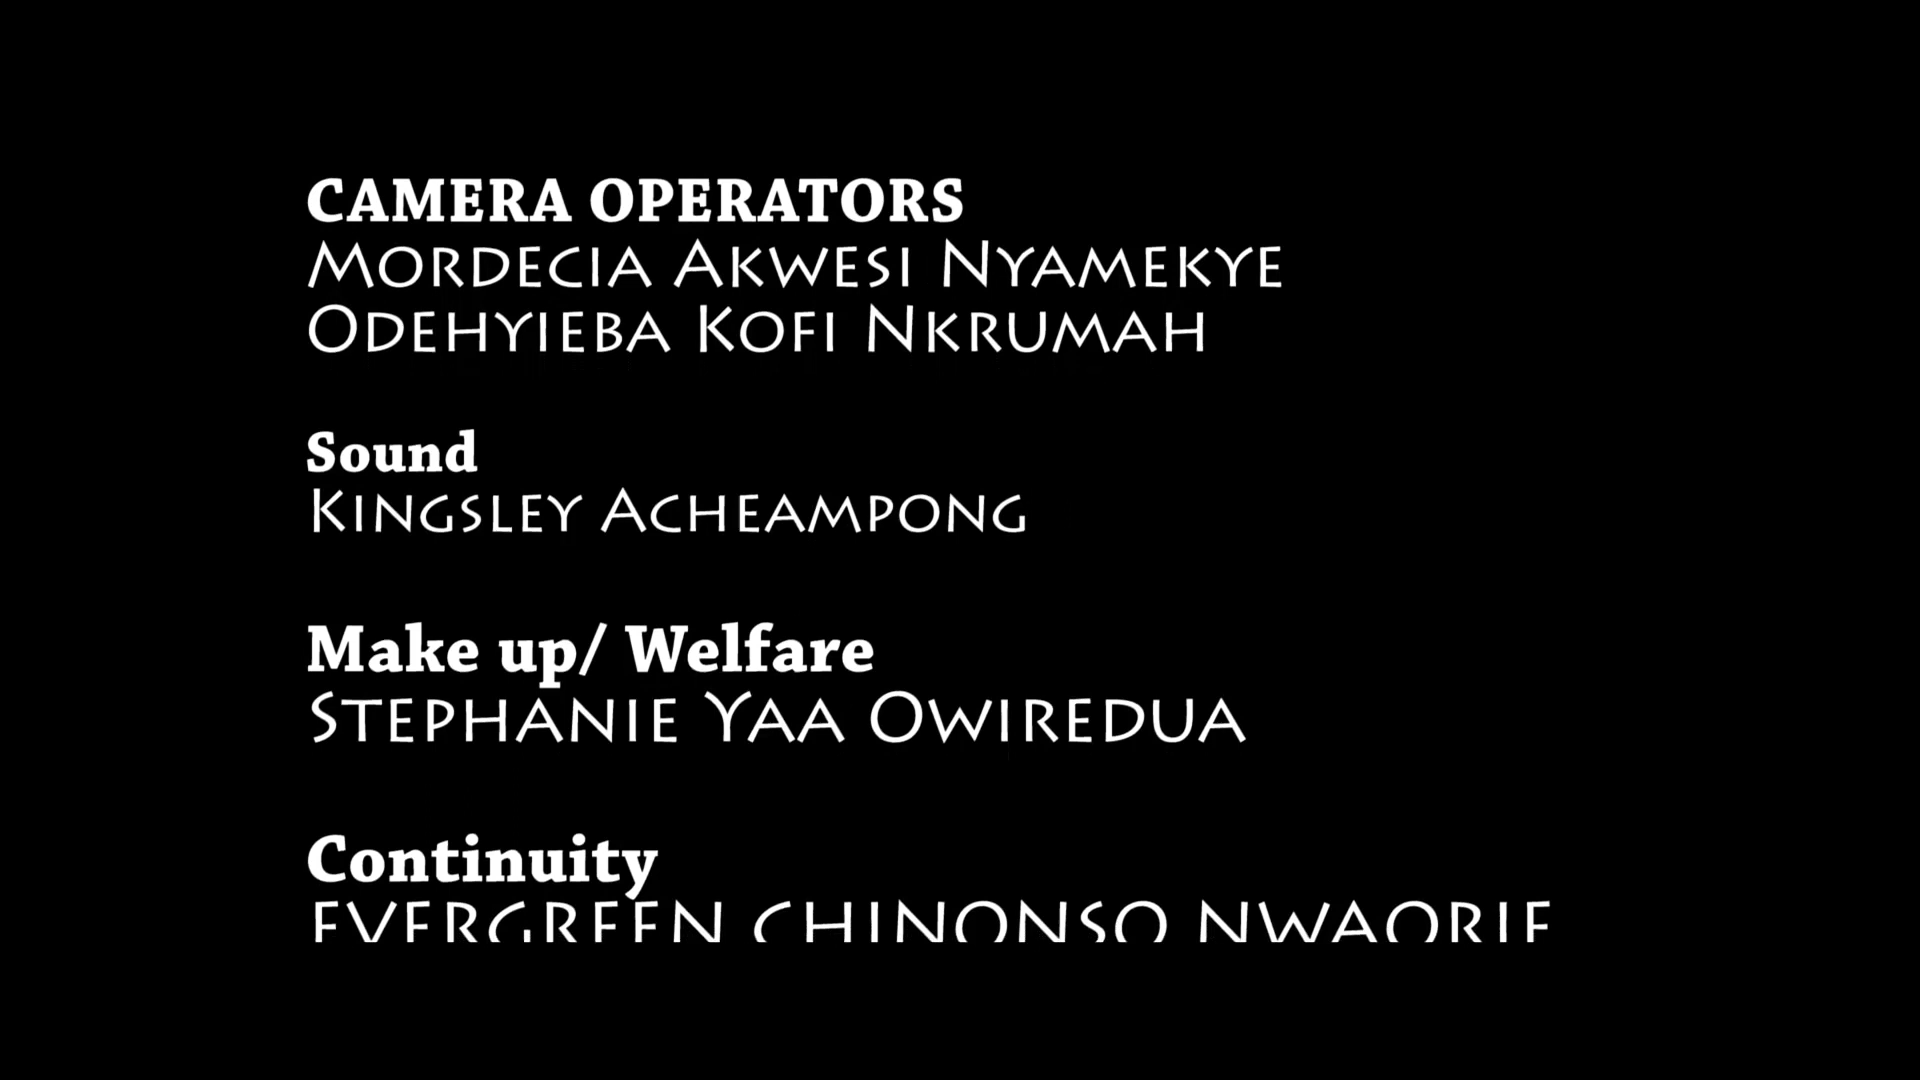 CAMERA OPERATORS
MORDECIA AKWESI NYAMEKYE
ODEHYIEBA KOFI NKRUMAH
Sound
KINGSLEY ACHEAMPONG
Make up/ Welfare
STEPHANIE YAA OWIREDUA
Continuity
EVERGREEN CHINONSO NWAORIE